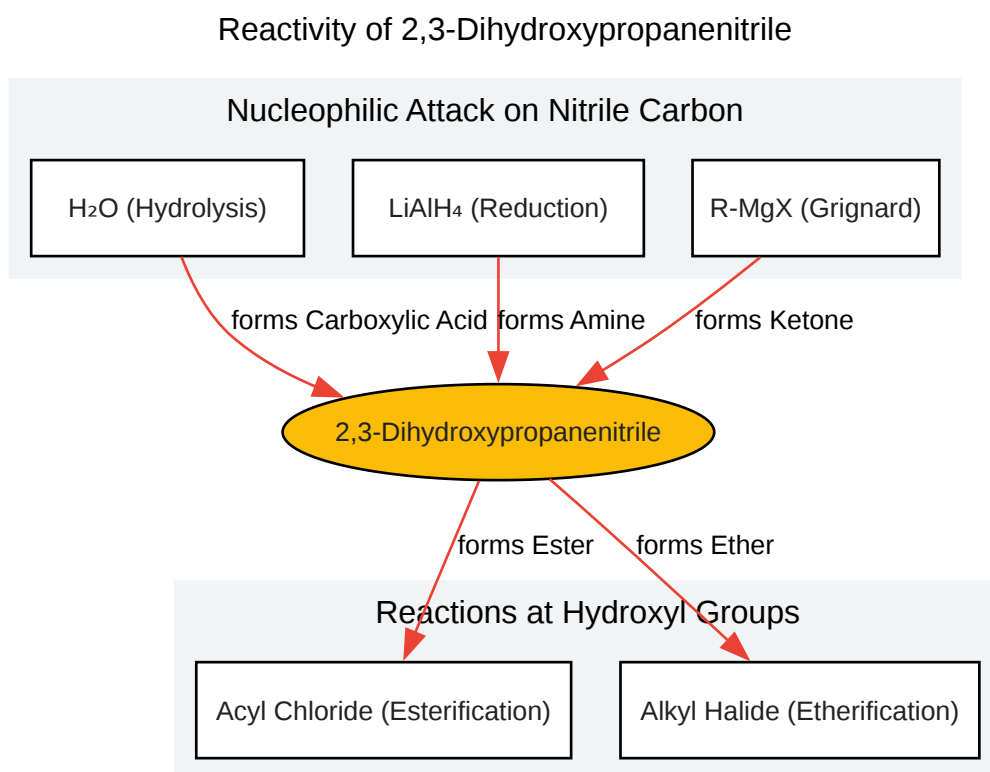 Reactivity of 2,3-Dihydroxypropanenitrile
Nucleophilic Attack on Nitrile Carbon
H₂O (Hydrolysis)
LiAlH₄ (Reduction)
R-MgX (Grignard)
forms Carboxylic Acid
forms Amine
forms Ketone
2,3-Dihydroxypropanenitrile
forms Ester
forms Ether
Reactions at Hydroxyl Groups
Acyl Chloride (Esterification)
Alkyl Halide (Etherification)